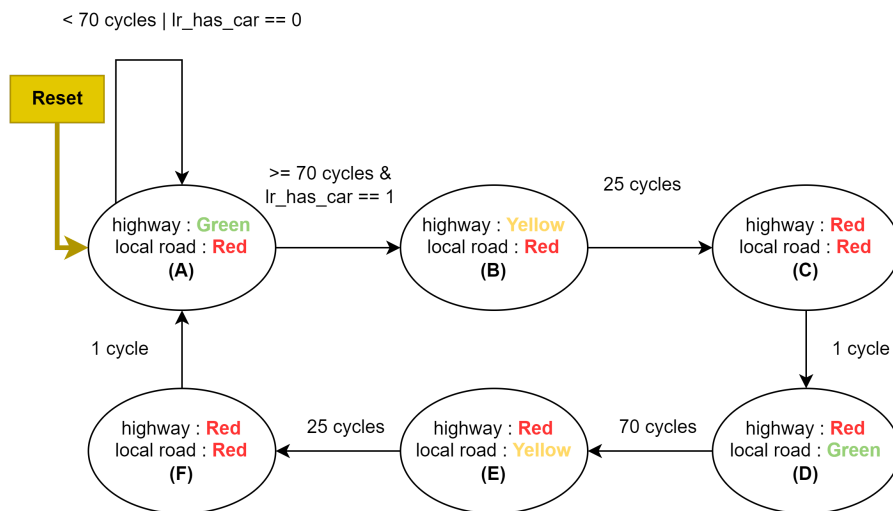 < 70 cycles | lr_has_car == 0
Reset
>= 70 cycles &
lr_has_car == 1
25 cycles
highway : Green
local road : Red
(A)
highway : Yellow
local road : Red
(B)
highway : Red
local road : Red
(C)
1 cycle
1 cycle
highway : Red
local road : Red
(F)
25 cycles
highway : Red
local road : Yellow
(E)
70 cycles
highway : Red
local road : Green
(D)